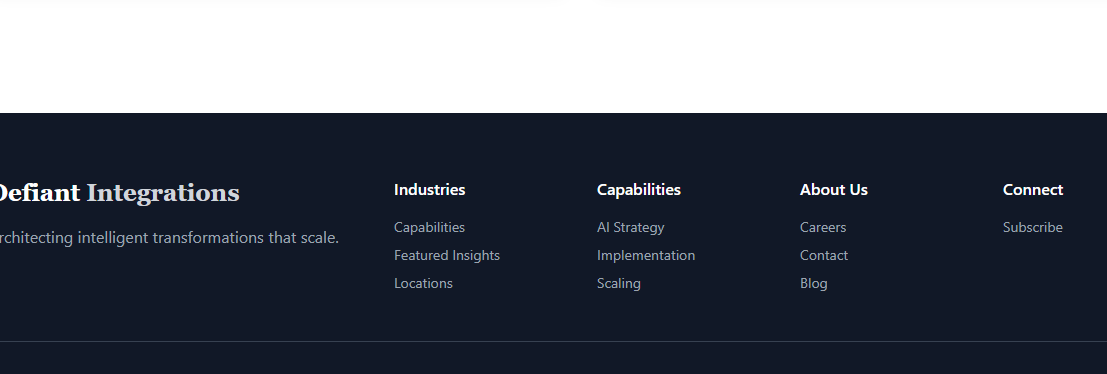 Defiant Integrations
rchitecting intelligent transformations that scale.
Industries
Capabilities
Featured Insights
Locations
Capabilities
AI Strategy
Implementation
Scaling
About Us
Careers
Contact
Blog
Connect
Subscribe